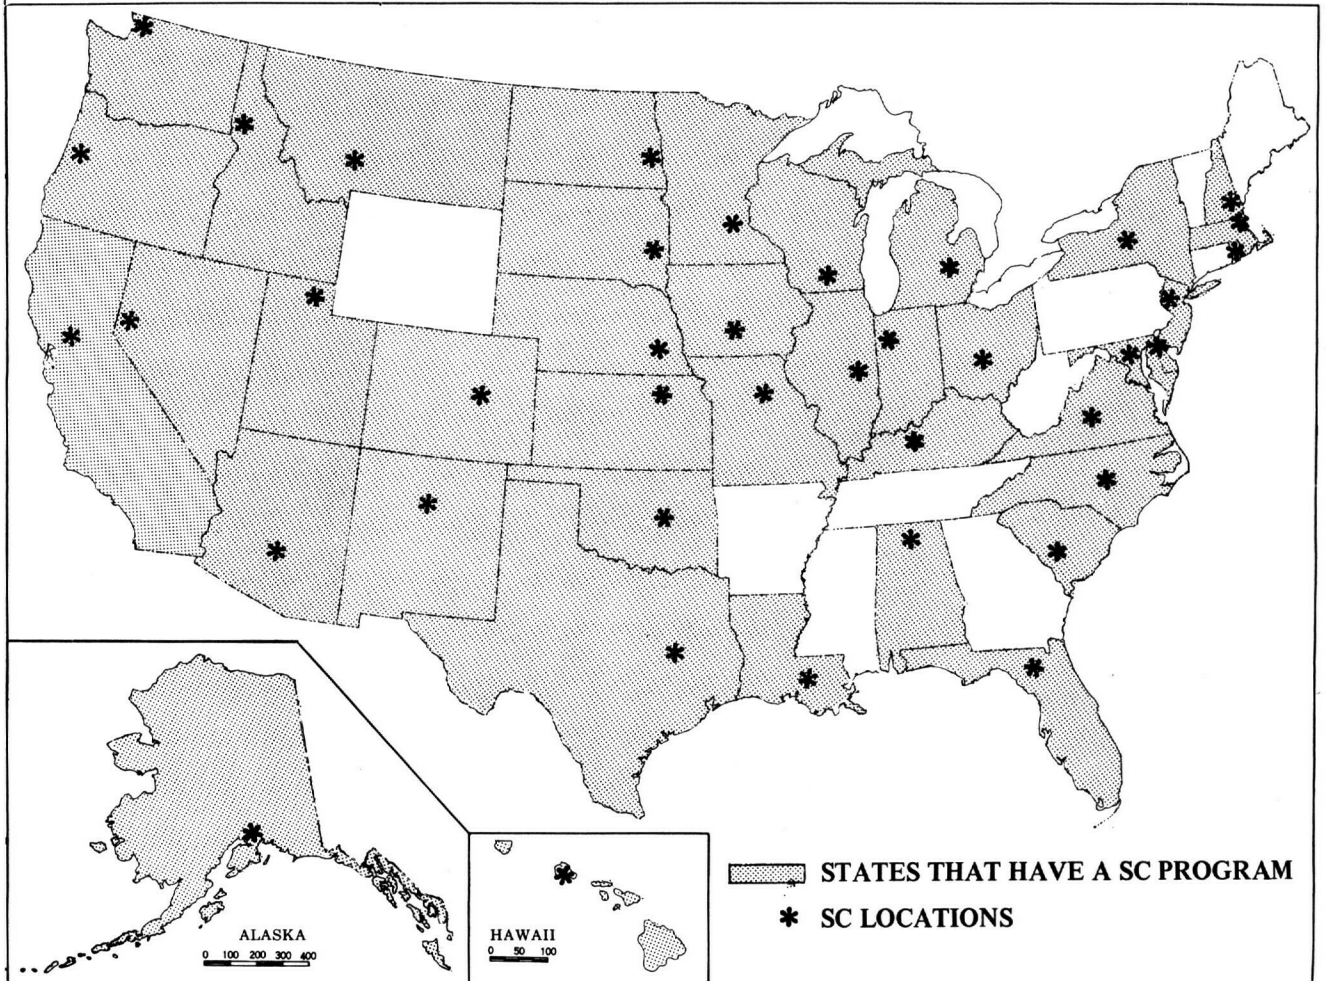 ALASKA
0 100 200 300 400
HAWAII
0 50 100
STATES THAT HAVE A SC PROGRAM
* SC LOCATIONS